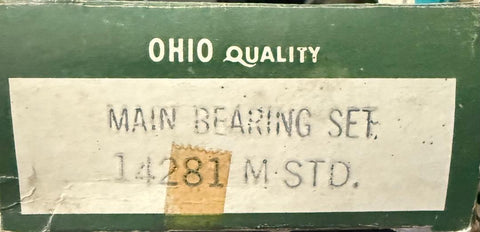 OHIO QUALITY
MAIN BEARING SET
14281 M-STD.